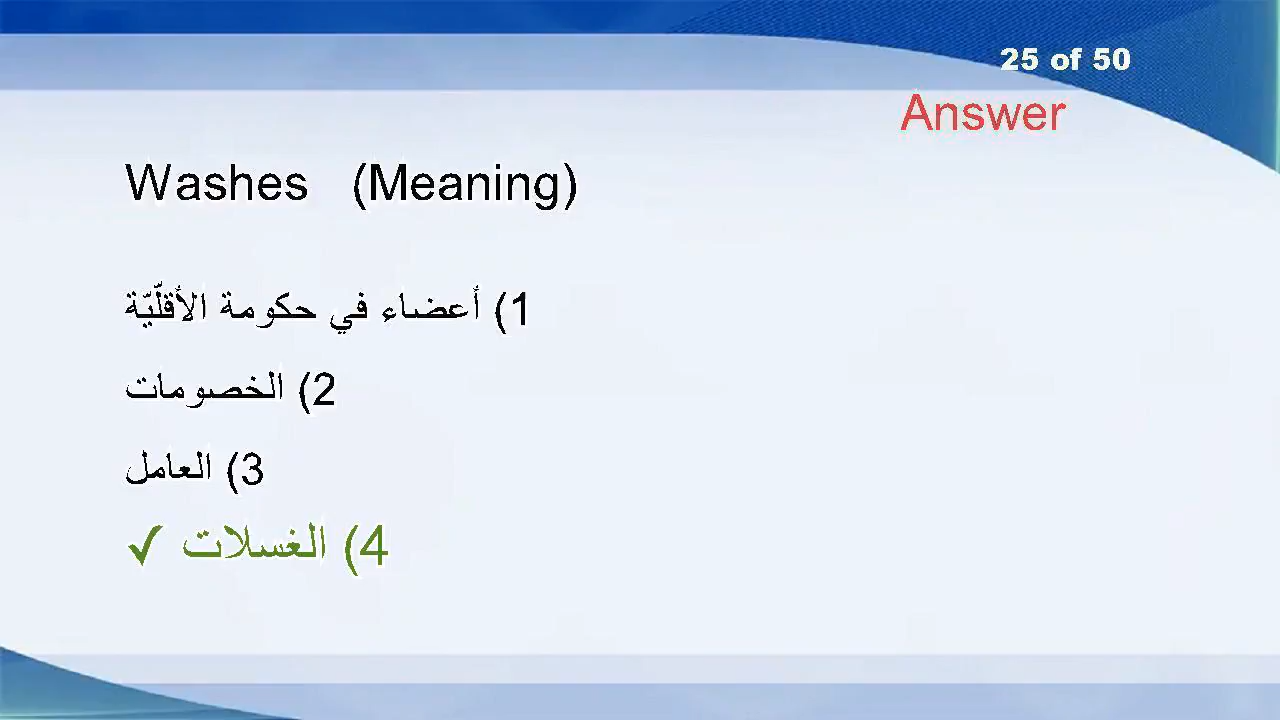 25 of 50
Answer
Washes (Meaning)
1) أعضاء في حكومة الأقلّيّة
2) الخصومات
3) العامل
4) الغسلات ✓